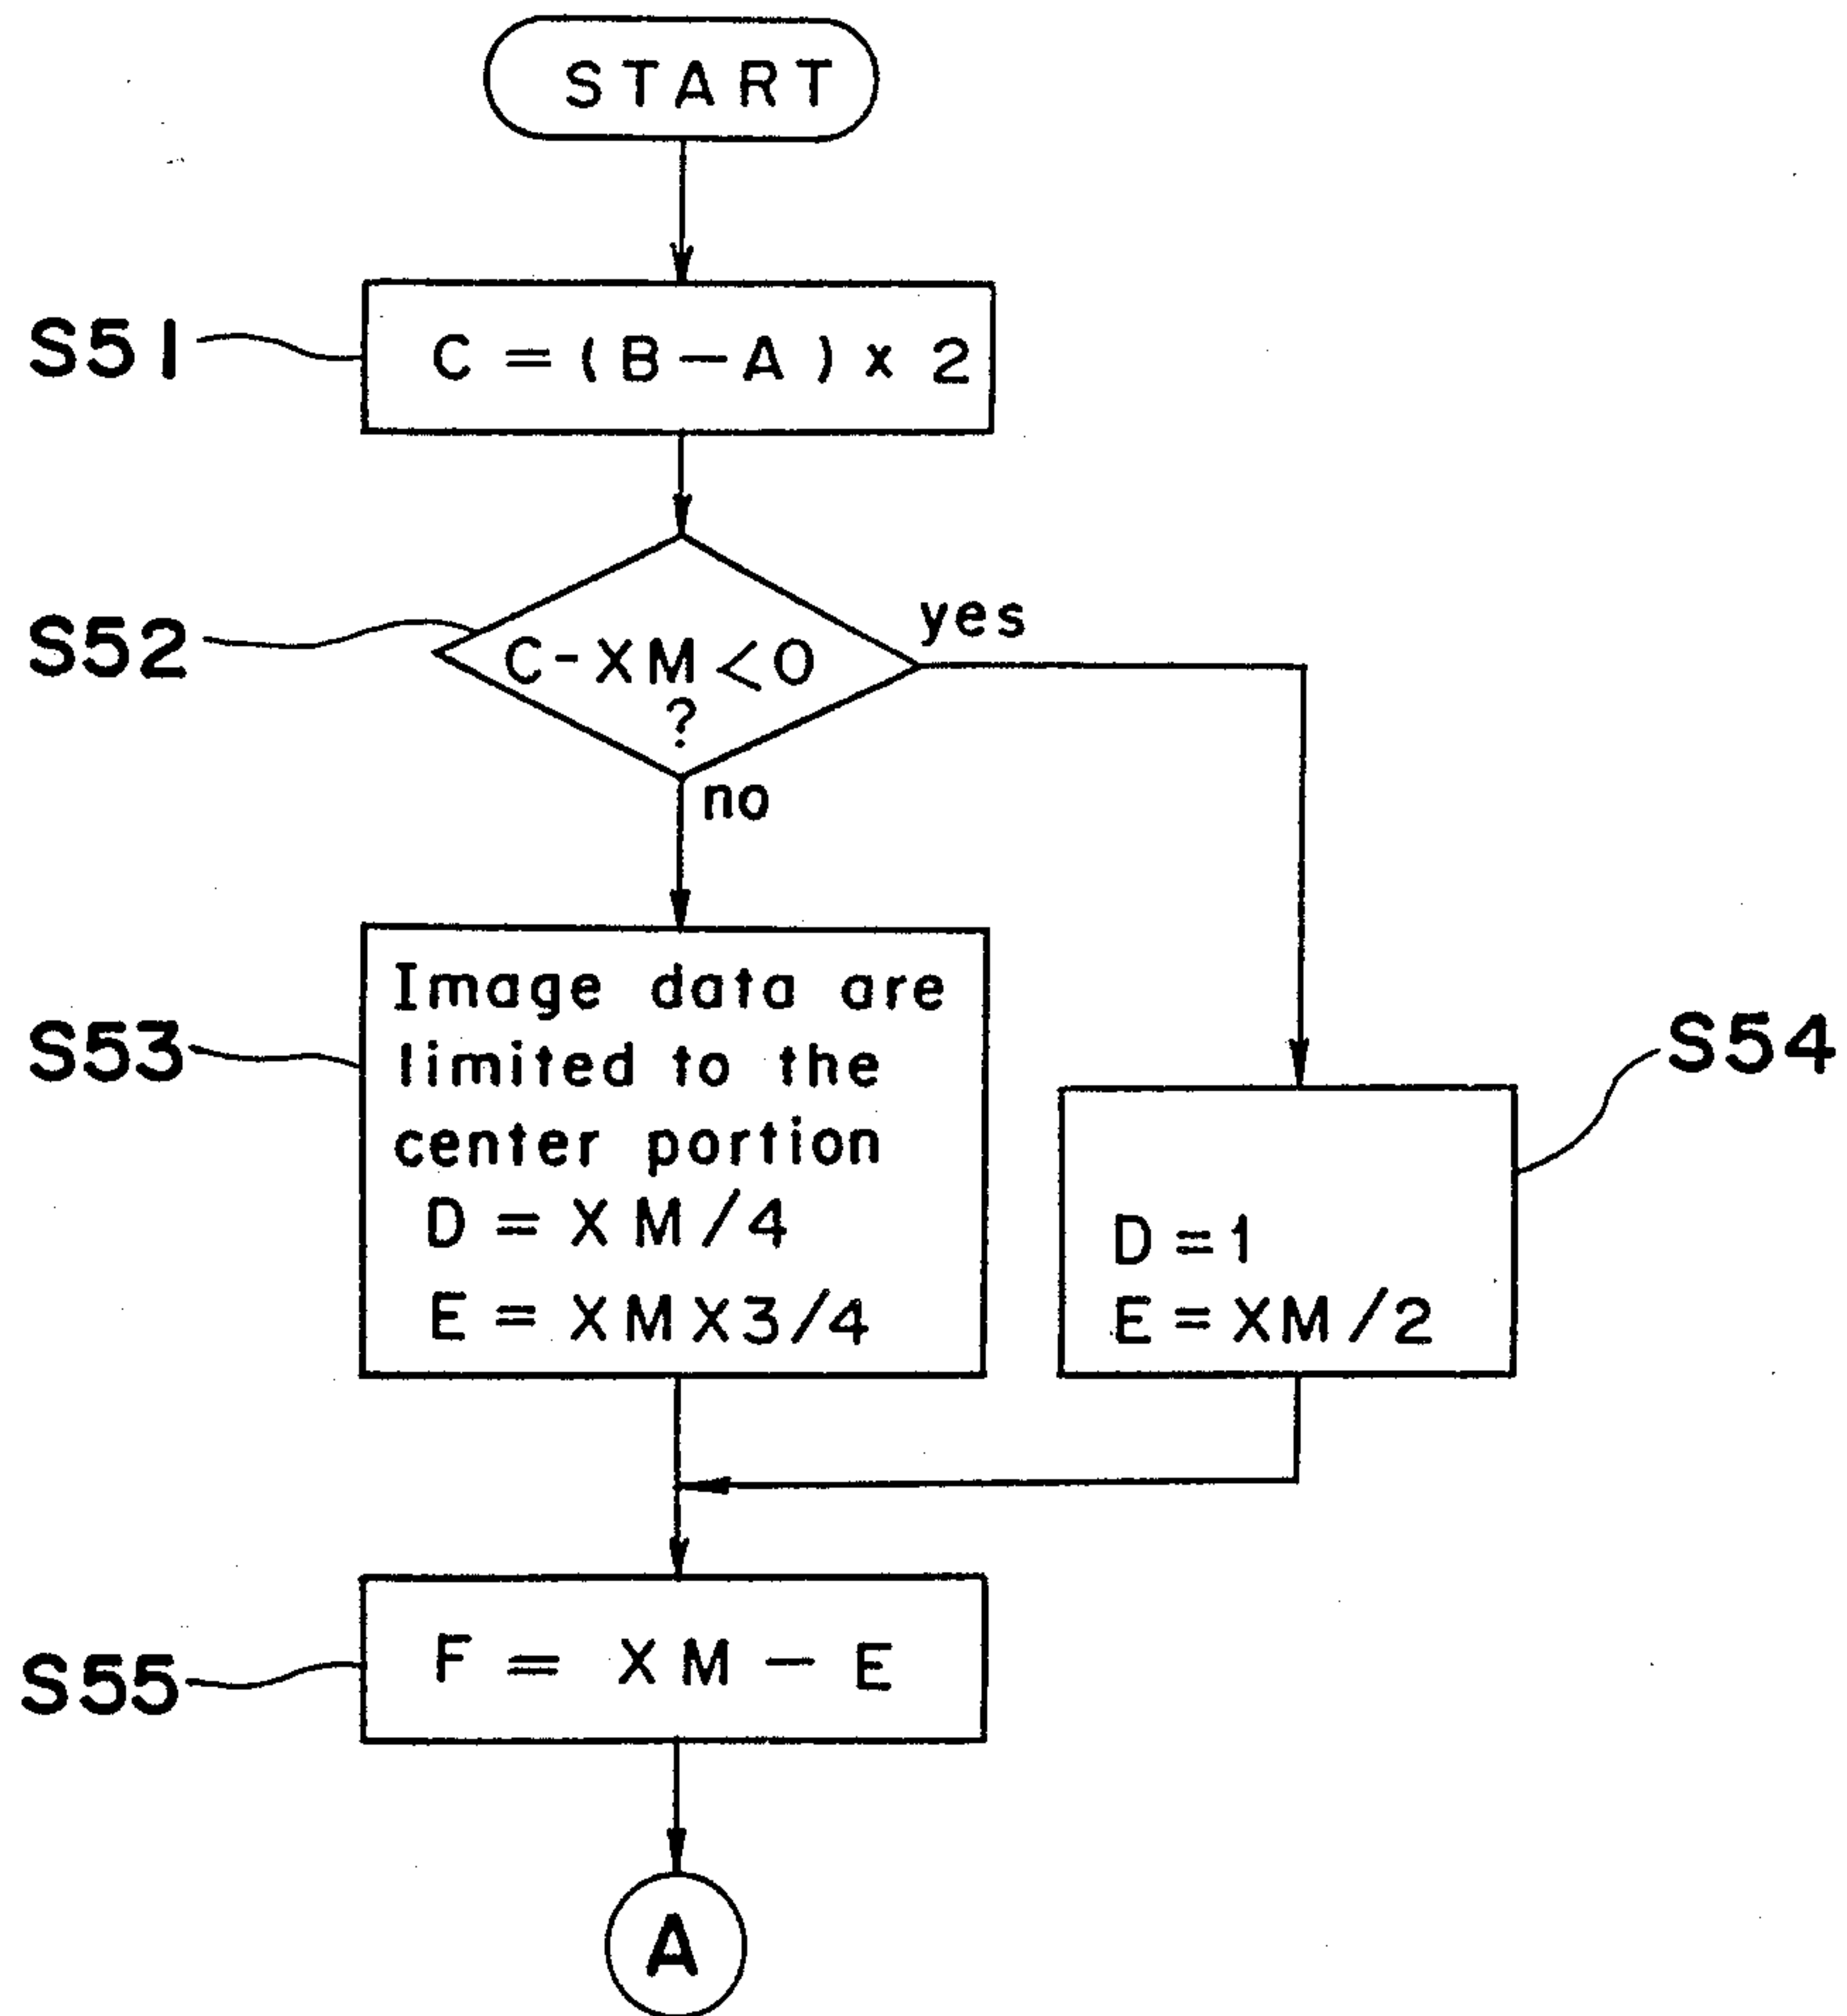 START
S51
C = (B - A) x 2
S52
C-XM<0
?
yes
no
S53
Image data are
limited to the
center portion
D = XM/4
E = XMX3/4
S54
D=1
E=XM/2
S55
F = XM - E
A